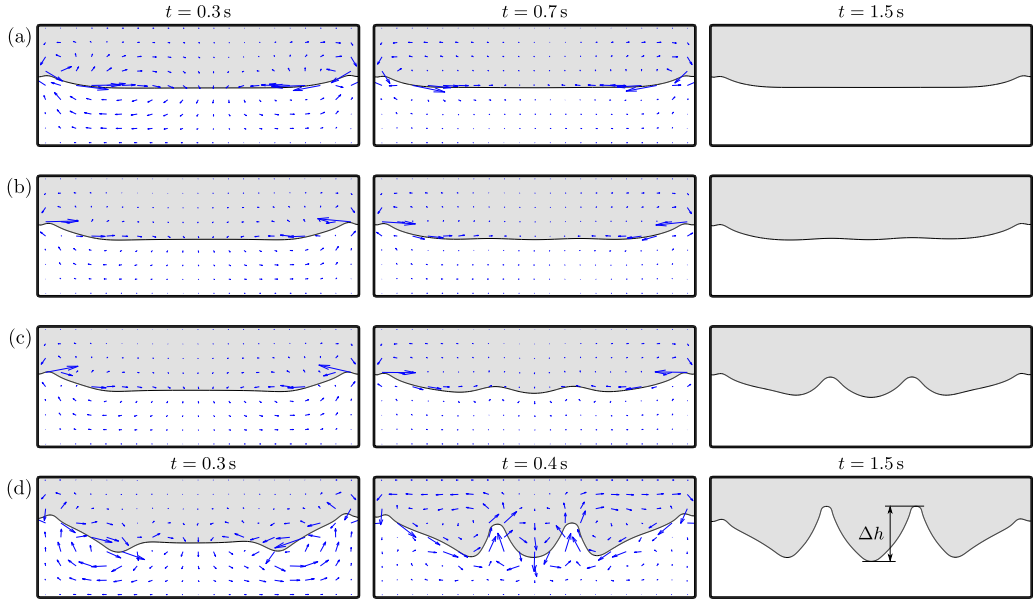 t = 0.3 s t = 0.7 s t = 1.5 s
(a)
(b)
(c)
t = 0.3 s t = 0.4 s t = 1.5 s
(d)
Δh